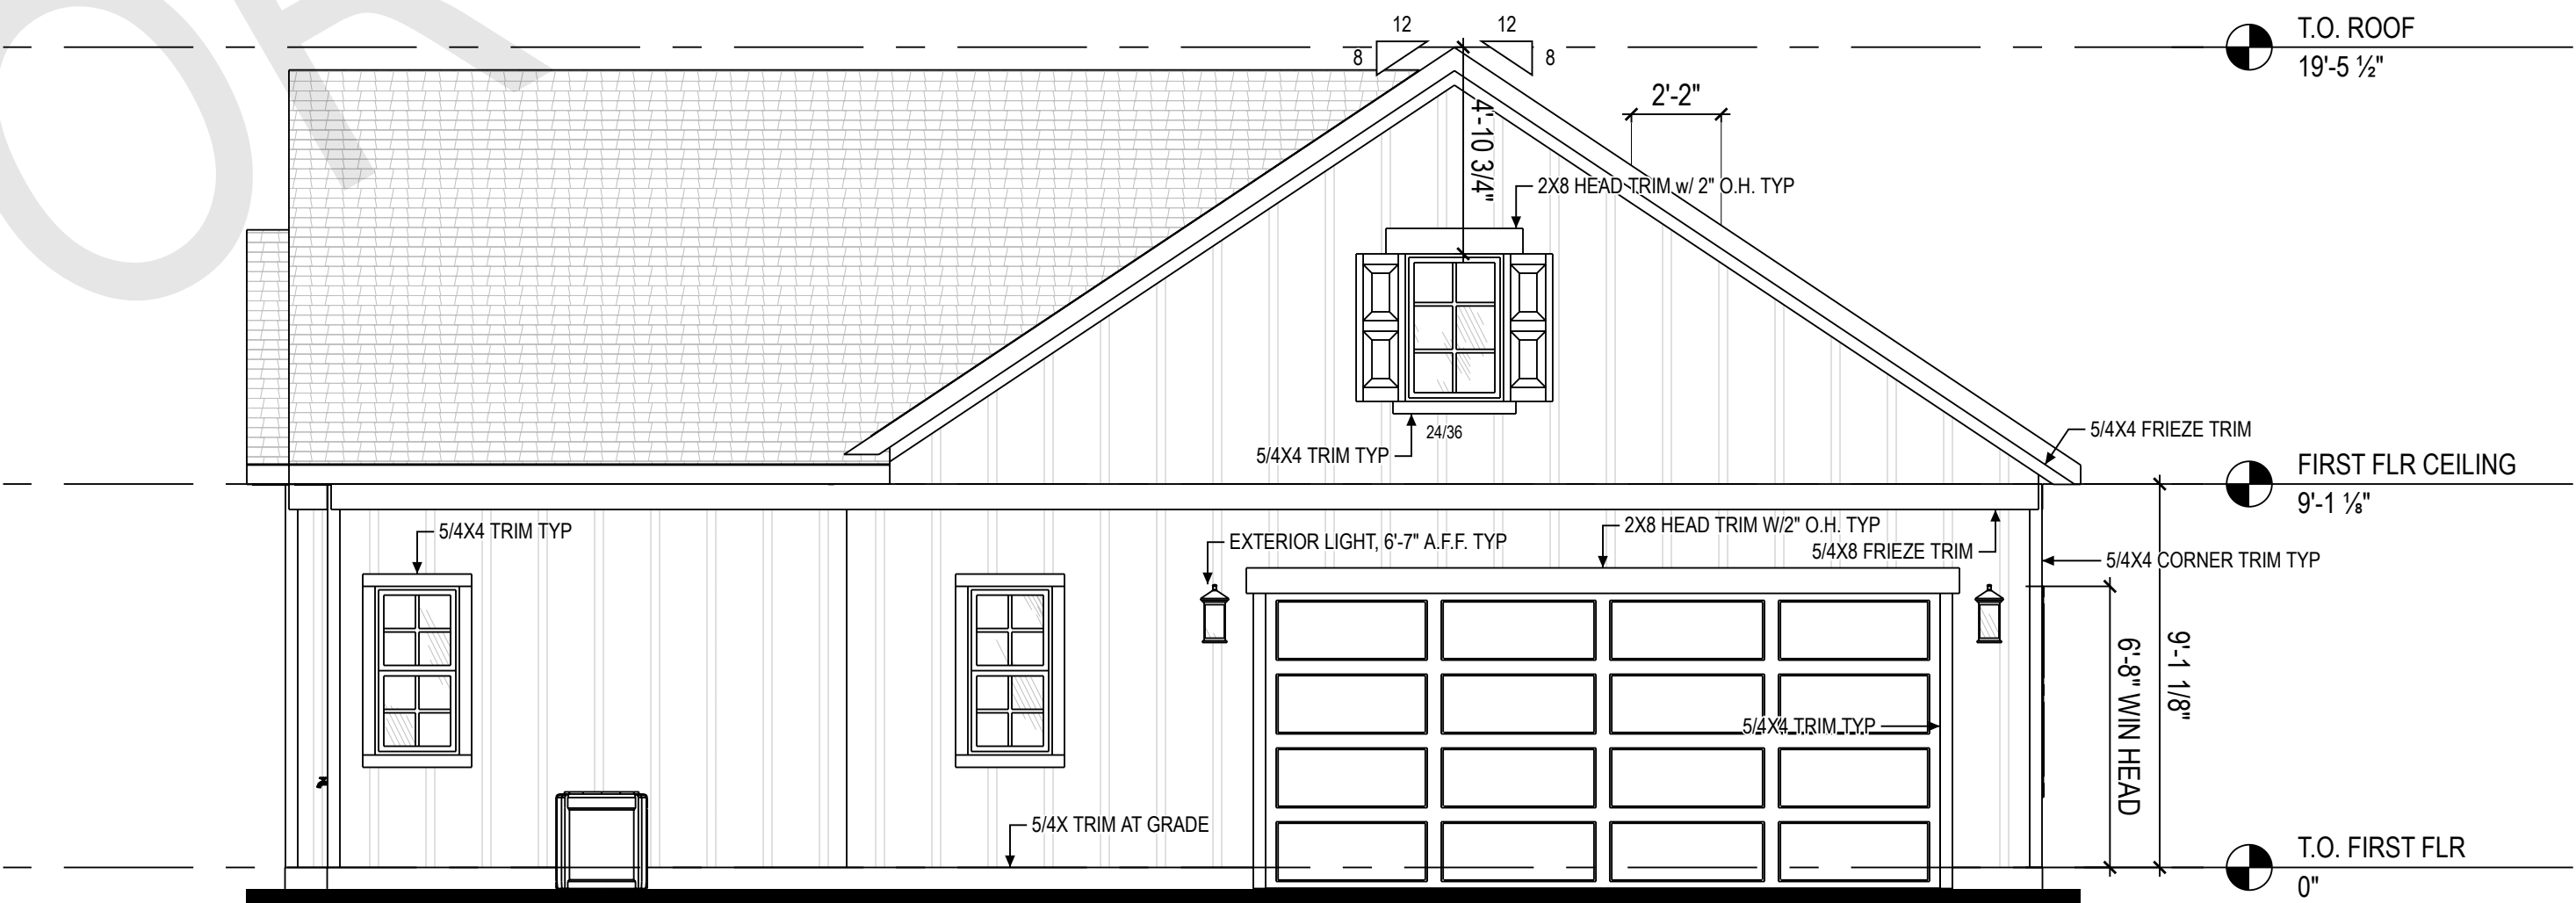 12
12
8
8
T.O. ROOF
19'-5 ½"
2'-2"
4'-10 3/4"
2X8 HEAD TRIM w/ 2" O.H. TYP
24/36
5/4X4 TRIM TYP
5/4X4 FRIEZE TRIM
FIRST FLR CEILING
9'-1 ⅛"
5/4X4 TRIM TYP
EXTERIOR LIGHT, 6'-7" A.F.F. TYP
2X8 HEAD TRIM W/2" O.H. TYP
5/4X8 FRIEZE TRIM
5/4X4 CORNER TRIM TYP
6'-8" WIN HEAD
9'-1 1/8"
5/4X4 TRIM TYP
5/4X TRIM AT GRADE
T.O. FIRST FLR
0"